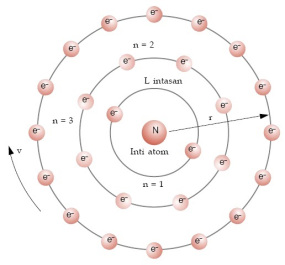 e⁻
e⁻ e⁻
e⁻ n = 2 e⁻
e⁻ e⁻
L intasan
e⁻ e⁻
e⁻ e⁻
e⁻
n = 3 r
e⁻ N e⁻
v Inti atom e⁻
e⁻ e⁻
e⁻ n = 1 e⁻
e⁻ e⁻
e⁻ e⁻
e⁻ e⁻
e⁻